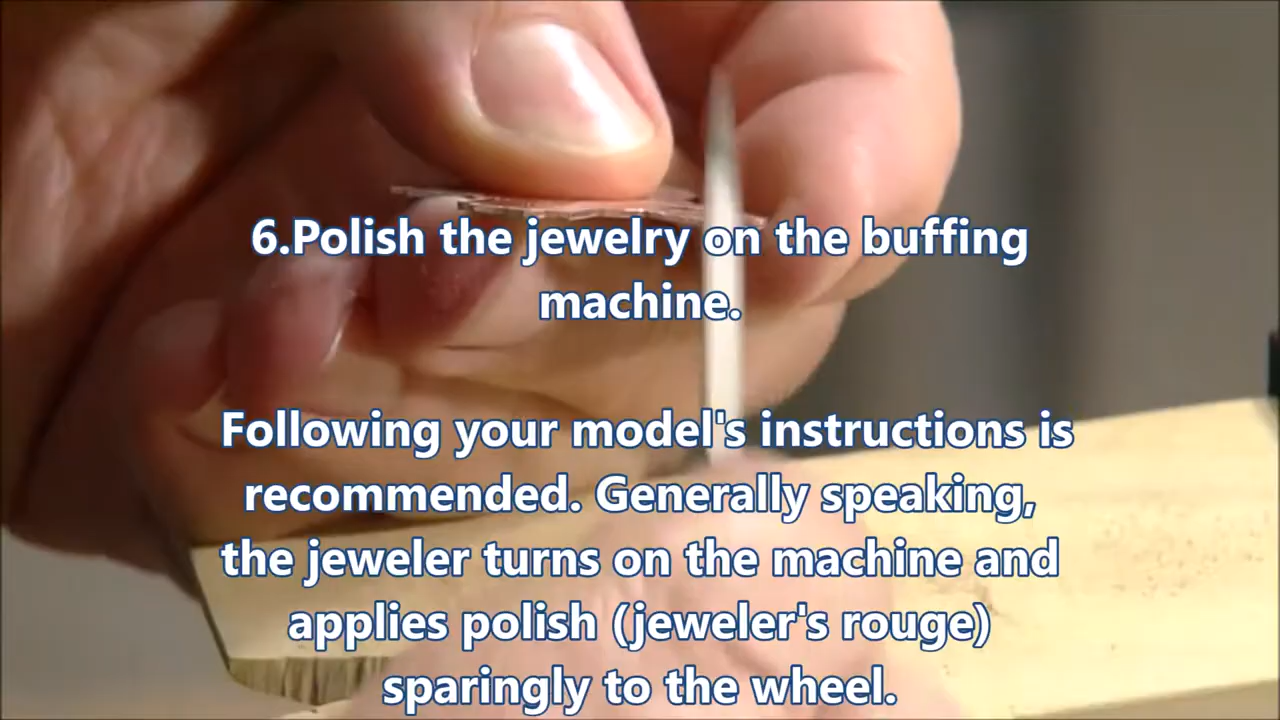 6.Polish the jewelry on the buffing
machine.
Following your model's instructions is
recommended. Generally speaking,
the jeweler turns on the machine and
applies polish (jeweler's rouge)
sparingly to the wheel.